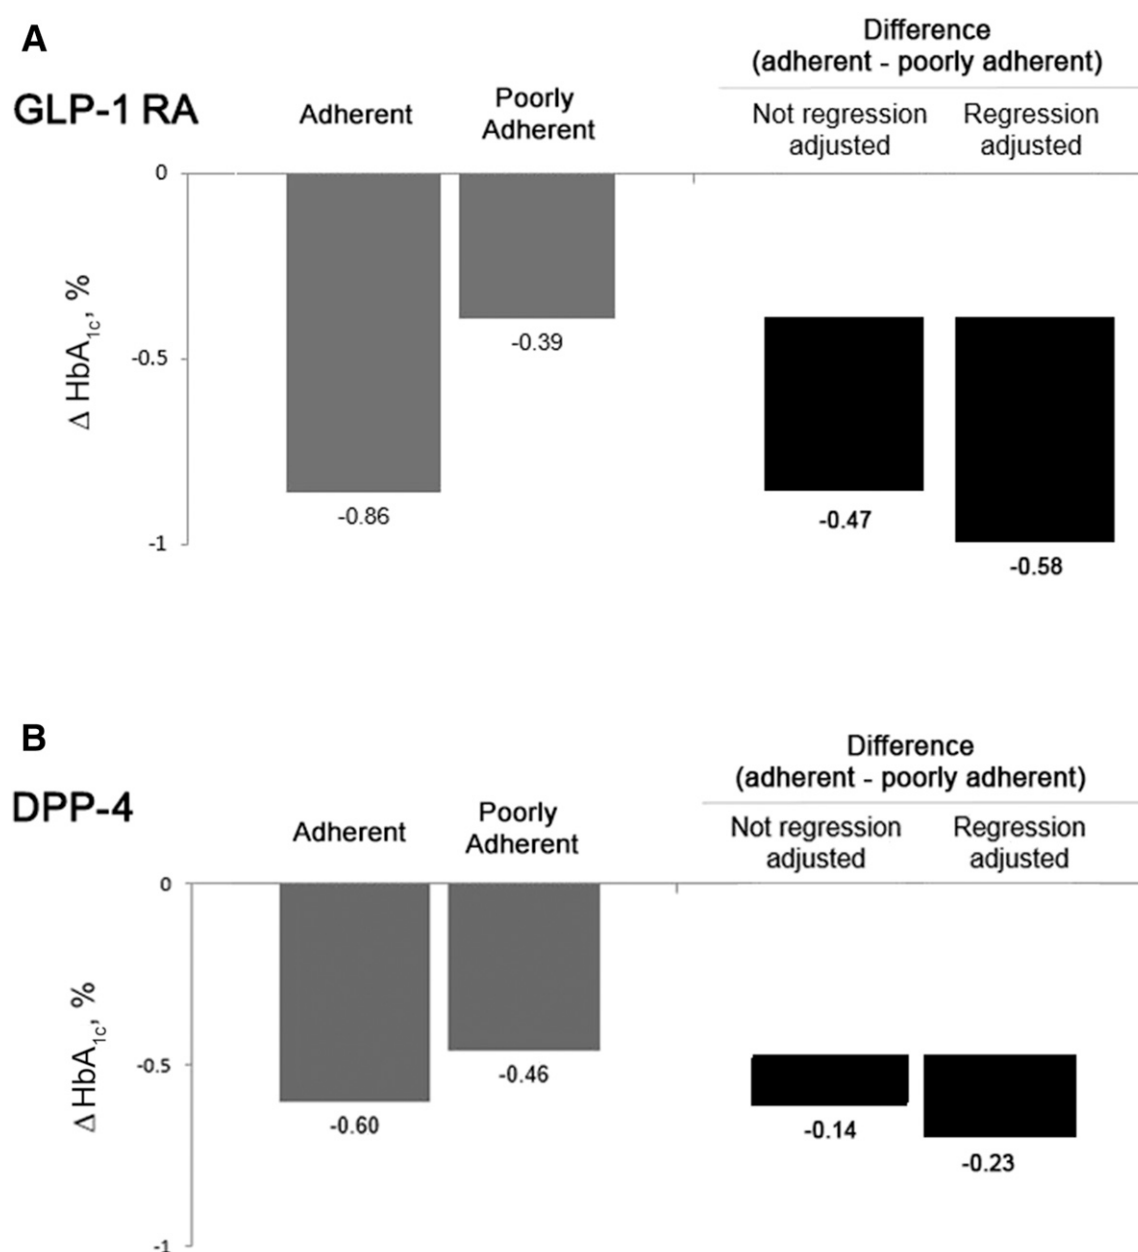 A
GLP-1 RA
Adherent
Poorly
Adherent
Difference
(adherent - poorly adherent)
Not regression
adjusted
Regression
adjusted
0
-0.5
-1
Δ HbA1c, %
-0.86
-0.39
-0.47
-0.58
B
DPP-4
Adherent
Poorly
Adherent
Difference
(adherent - poorly adherent)
Not regression
adjusted
Regression
adjusted
0
-0.5
-1
Δ HbA1c, %
-0.60
-0.46
-0.14
-0.23